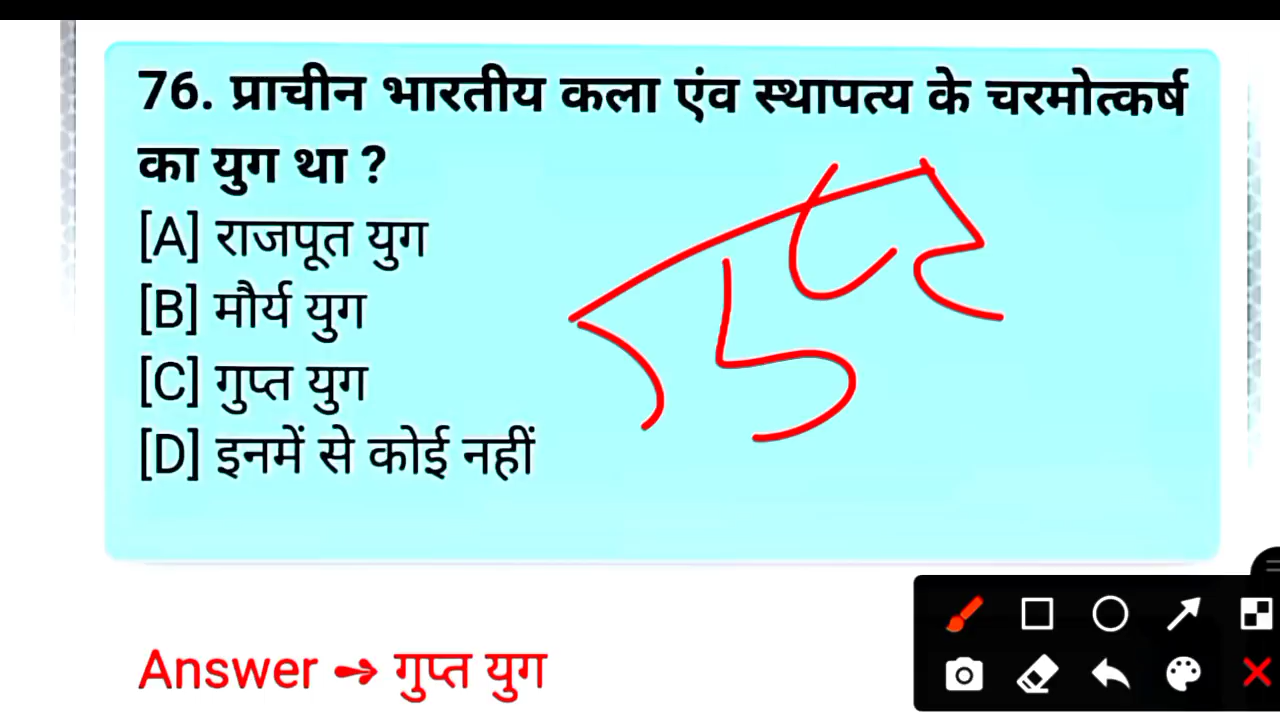 76. प्राचीन भारतीय कला एंव स्थापत्य के चरमोत्कर्ष
का युग था ?
[A] राजपूत युग
[B] मौर्य युग
[C] गुप्त युग
[D] इनमें से कोई नहीं
Answer → गुप्त युग